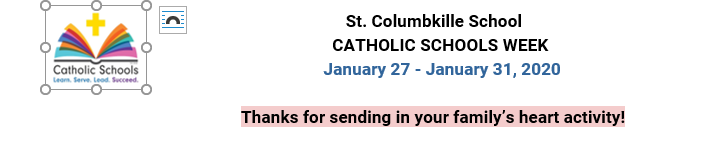 St. Columbkille School
CATHOLIC SCHOOLS WEEK
January 27 - January 31, 2020
Catholic Schools
Learn. Serve. Lead. Succeed.
Thanks for sending in your family’s heart activity!